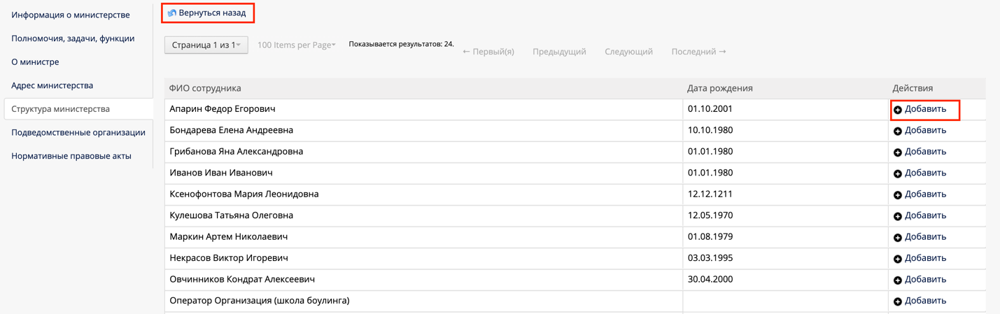 Информация о министерстве
Полномочия, задачи, функции
О министре
Адрес министерства
Структура министерства
Подведомственные организации
Нормативные правовые акты
Вернуться назад
Страница 1 из 1 100 Items per Page Показывается результатов: 24. ← Первый(я) Предыдущий Следующий Последний →
ФИО сотрудника Дата рождения Действия
Апарин Федор Егорович 01.10.2001 Добавить
Бондарева Елена Андреевна 10.10.1980 Добавить
Грибанова Яна Александровна 01.01.1980 Добавить
Иванов Иван Иванович 01.01.1980 Добавить
Ксенофонтова Мария Леонидовна 12.12.1211 Добавить
Кулешова Татьяна Олеговна 12.05.1970 Добавить
Маркин Артем Николаевич 01.08.1979 Добавить
Некрасов Виктор Игоревич 03.03.1995 Добавить
Овчинников Кондрат Алексеевич 30.04.2000 Добавить
Оператор Организация (школа боулинга) Добавить